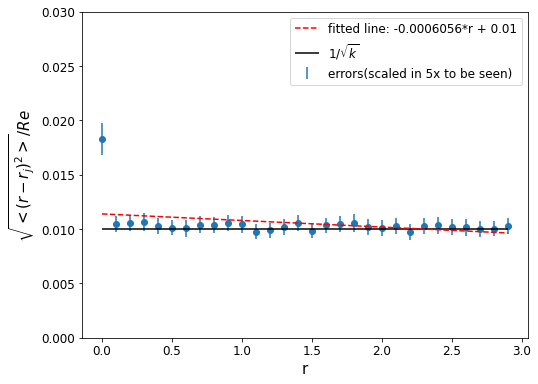 0.030
0.025
0.020
0.015
0.010
0.005
0.000
√<(r − r_j)²>/Re
fitted line: -0.0006056*r + 0.01
1/√k
errors(scaled in 5x to be seen)
0.0 0.5 1.0 1.5 2.0 2.5 3.0
r